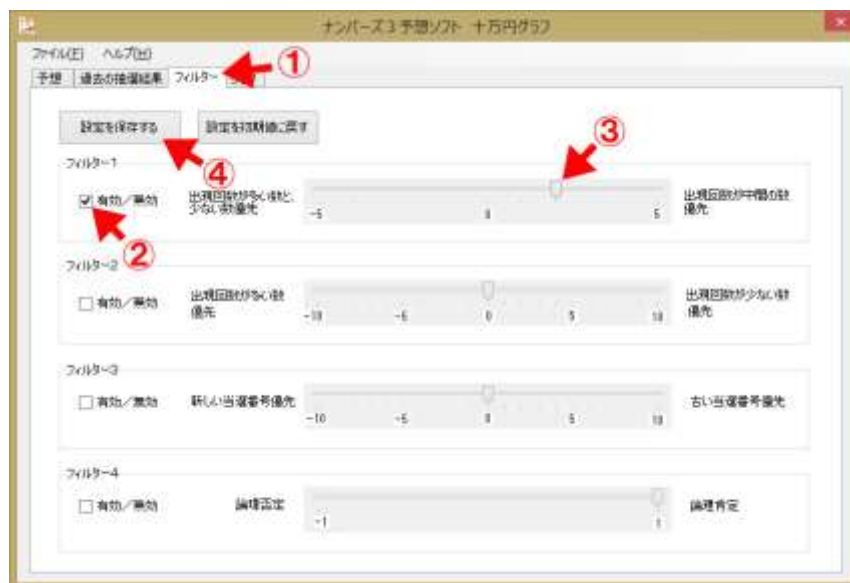 ナンバーズ3予想ソフト 十万円グラフ
ファイル(F) ヘルプ(H)
①
予想 過去の抽選結果 フィルター
設定を保存する 設定を初期値に戻す
③
④
フィルター1
有効／無効 出現回数が多い数と、少ない数優先 -5 0 5 出現回数が中間の数優先
②
フィルター2
有効／無効 出現回数が多い数優先 -10 -5 0 5 10 出現回数が少ない数優先
フィルター3
有効／無効 新しい当選番号優先 -10 -5 0 5 10 古い当選番号優先
フィルター4
有効／無効 論理否定 -1 1 論理肯定